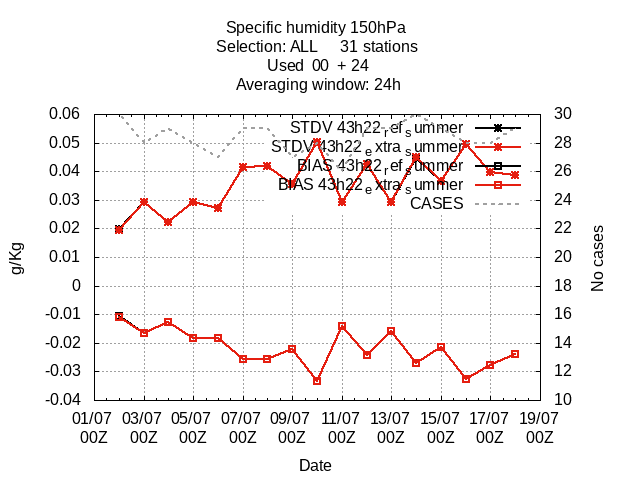 Specific humidity 150hPa
Selection: ALL 31 stations
Used 00 + 24
Averaging window: 24h
0.06 30
STDV 43h22_ref_summer
0.05 28
STDV 43h22_extra_summer
0.04 26
BIAS 43h22_ref_summer
BIAS 43h22_extra_summer
0.03 24
CASES
0.02 22
0.01 20
0 18
-0.01 16
-0.02 14
-0.03 12
-0.04 10
g/Kg
No cases
01/07 03/07 05/07 07/07 09/07 11/07 13/07 15/07 17/07 19/07
00Z 00Z 00Z 00Z 00Z 00Z 00Z 00Z 00Z 00Z
Date